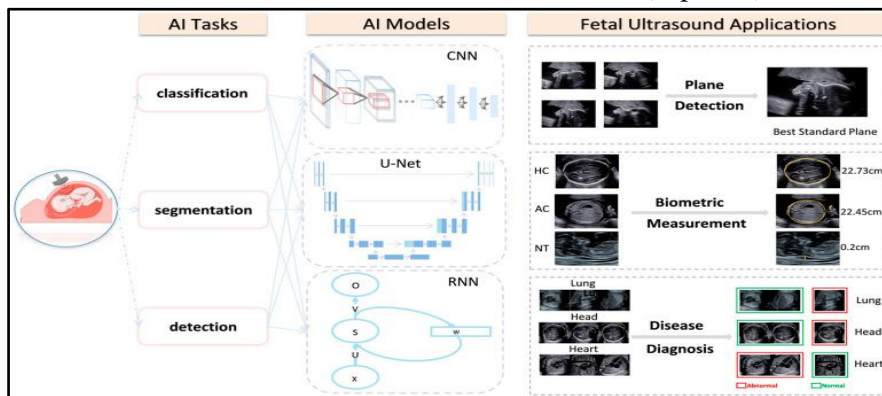 AI Tasks
AI Models
Fetal Ultrasound Applications
classification
segmentation
detection
CNN
U-Net
RNN
O
V
S
W
U
X
Plane
Detection
Best Standard Plane
HC
AC
NT
Biometric
Measurement
22.73cm
22.45cm
0.2cm
Lung
Head
Heart
Disease
Diagnosis
Lung
Head
Heart
Abnormal
Normal